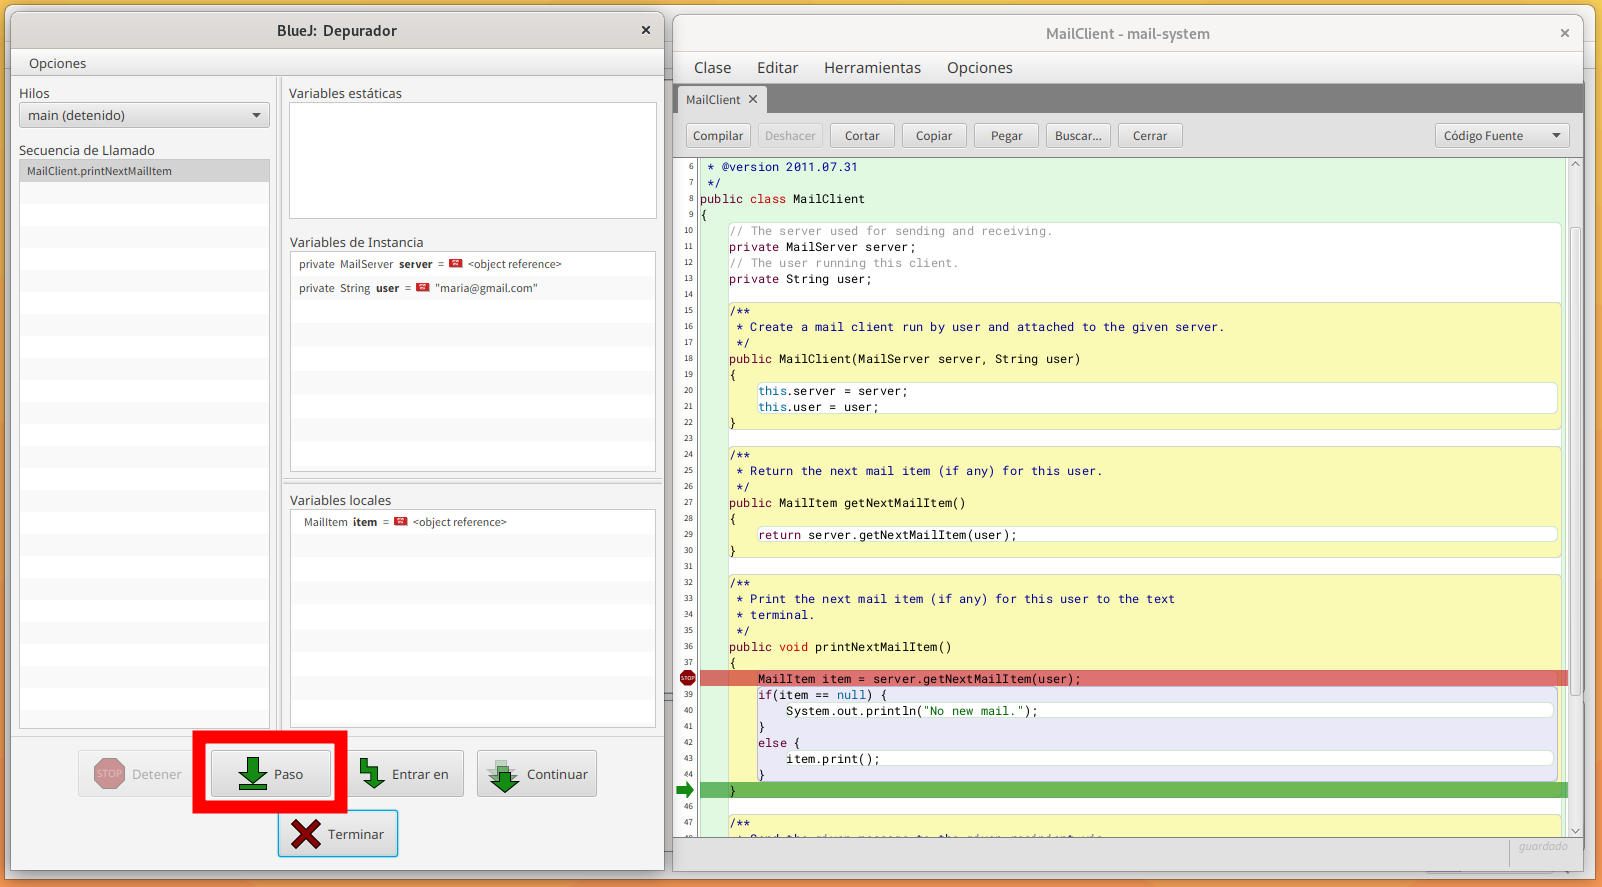 BlueJ: Depurador
Opciones
Hilos
main (detenido)
Secuencia de Llamado
MailClient.printNextMailItem
Variables estáticas
Variables de Instancia
private MailServer server = <object reference>
private String user = "maria@gmail.com"
Variables locales
MailItem item = <object reference>
STOP Detener
Paso
Entrar en
Continuar
Terminar
MailClient - mail-system
Clase Editar Herramientas Opciones
MailClient
Compilar Deshacer Cortar Copiar Pegar Buscar... Cerrar Código Fuente
6 * @version 2011.07.31
7 */
8 public class MailClient
9 {
10 // The server used for sending and receiving.
11 private MailServer server;
12 // The user running this client.
13 private String user;
14
15 /**
16 * Create a mail client run by user and attached to the given server.
17 */
18 public MailClient(MailServer server, String user)
19 {
20 this.server = server;
21 this.user = user;
22 }
23
24 /**
25 * Return the next mail item (if any) for this user.
26 */
27 public MailItem getNextMailItem()
28 {
29 return server.getNextMailItem(user);
30 }
31
32 /**
33 * Print the next mail item (if any) for this user to the text
34 * terminal.
35 */
36 public void printNextMailItem()
37 {
STOP MailItem item = server.getNextMailItem(user);
39 if(item == null) {
40 System.out.println("No new mail.");
41 }
42 else {
43 item.print();
44 }
}
46
47 /**
guardado